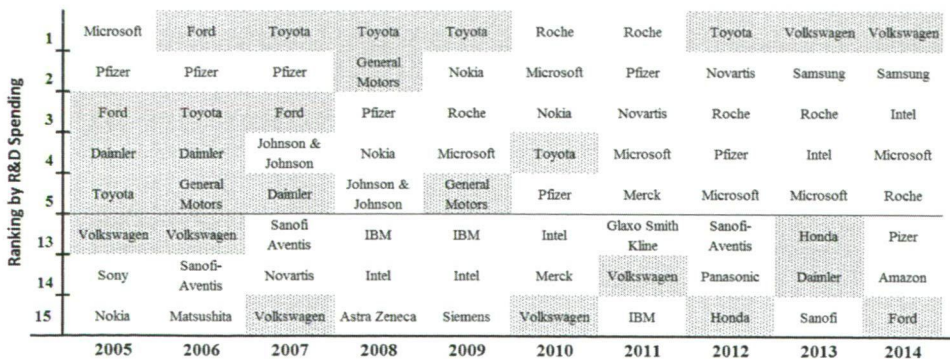 Ranking by R&D Spending
1 Microsoft Ford Toyota Toyota Toyota Roche Roche Toyota Volkswagen Volkswagen
2 Pfizer Pfizer Pfizer General Motors Nokia Microsoft Pfizer Novartis Samsung Samsung
3 Ford Toyota Ford Pfizer Roche Nokia Novartis Roche Roche Intel
4 Daimler Daimler Johnson & Johnson Nokia Microsoft Toyota Microsoft Pfizer Intel Microsoft
5 Toyota General Motors Daimler Johnson & Johnson General Motors Pfizer Merck Microsoft Microsoft Roche
13 Volkswagen Volkswagen Sanofi Aventis IBM IBM Intel Glaxo Smith Kline Sanofi-Aventis Honda Pizer
14 Sony Sanofi-Aventis Novartis Intel Intel Merck Volkswagen Panasonic Daimler Amazon
15 Nokia Matsushita Volkswagen Astra Zeneca Siemens Volkswagen IBM Honda Sanofi Ford
2005 2006 2007 2008 2009 2010 2011 2012 2013 2014